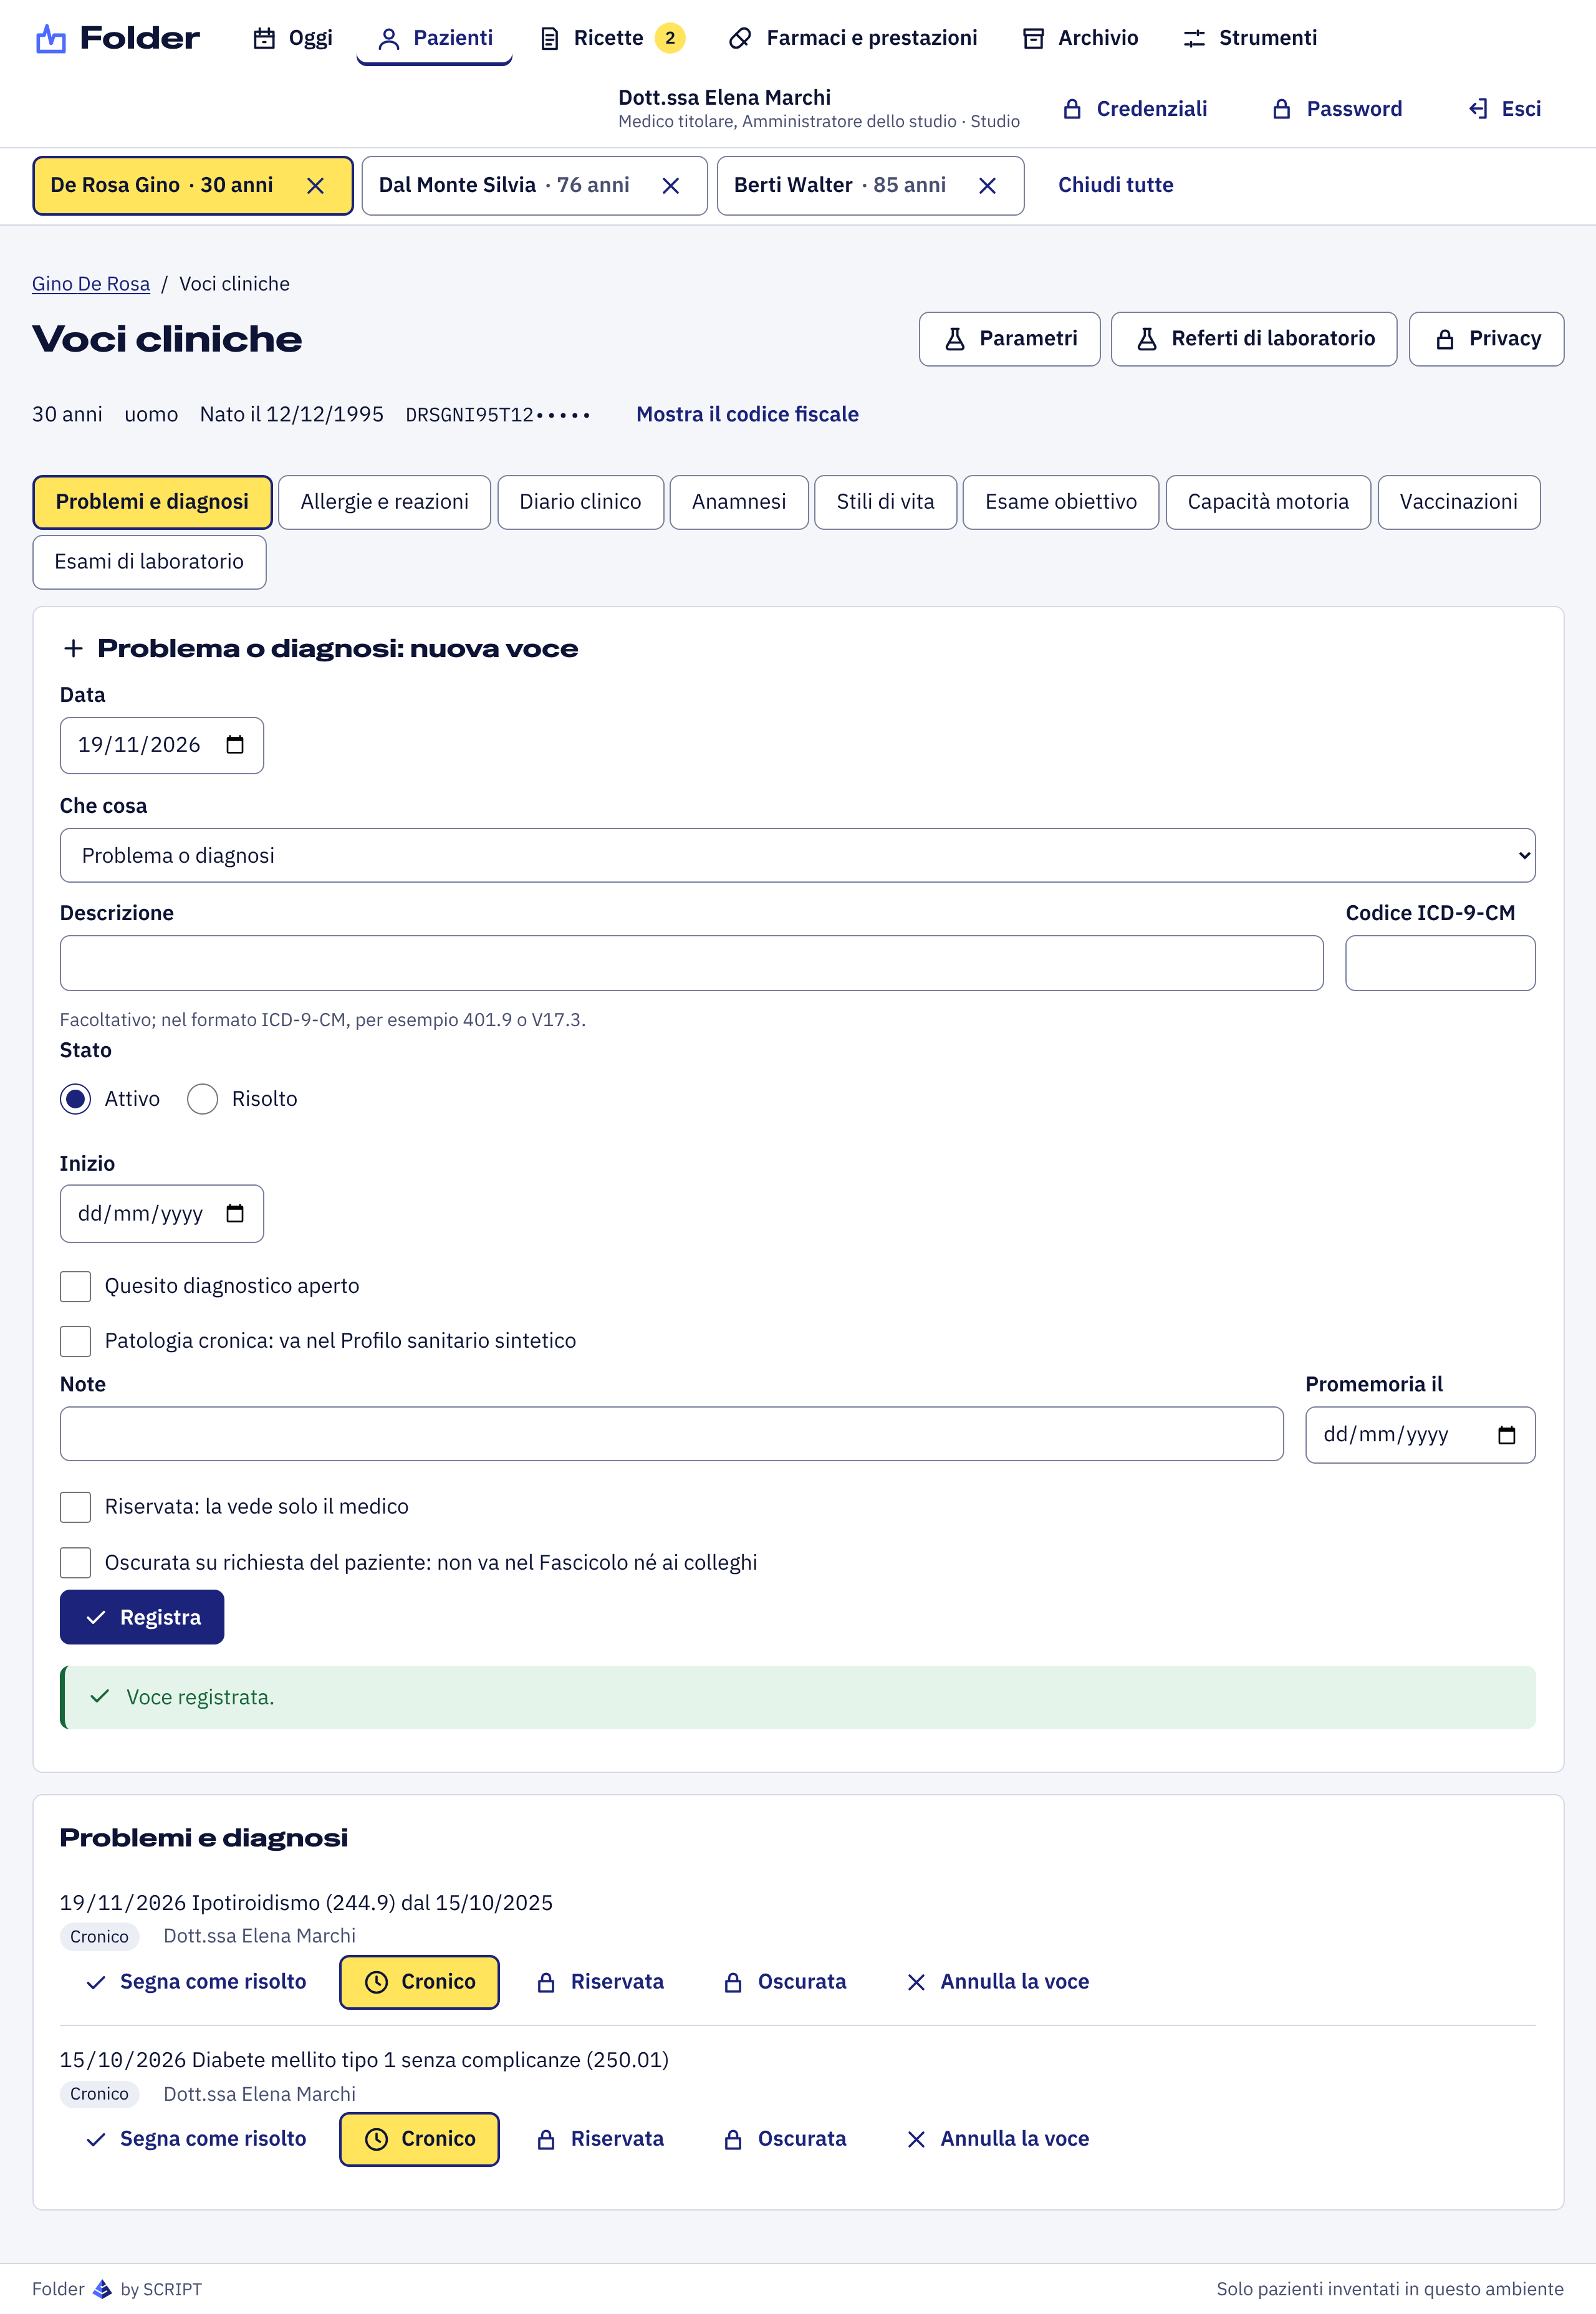 Folder Oggi Pazienti Ricette 2 Farmaci e prestazioni Archivio Strumenti
Dott.ssa Elena Marchi
Medico titolare, Amministratore dello studio · Studio
Credenziali Password Esci
De Rosa Gino · 30 anni Dal Monte Silvia · 76 anni Berti Walter · 85 anni Chiudi tutte
Gino De Rosa / Voci cliniche
Voci cliniche
Parametri Referti di laboratorio Privacy
30 anni uomo Nato il 12/12/1995 DRSGNI95T12••••• Mostra il codice fiscale
Problemi e diagnosi Allergie e reazioni Diario clinico Anamnesi Stili di vita Esame obiettivo Capacità motoria Vaccinazioni
Esami di laboratorio
Problema o diagnosi: nuova voce
Data
19/11/2026
Che cosa
Problema o diagnosi
Descrizione Codice ICD-9-CM
Facoltativo; nel formato ICD-9-CM, per esempio 401.9 o V17.3.
Stato
Attivo Risolto
Inizio
dd/mm/yyyy
Quesito diagnostico aperto
Patologia cronica: va nel Profilo sanitario sintetico
Note Promemoria il
dd/mm/yyyy
Riservata: la vede solo il medico
Oscurata su richiesta del paziente: non va nel Fascicolo né ai colleghi
Registra
Voce registrata.
Problemi e diagnosi
19/11/2026 Ipotiroidismo (244.9) dal 15/10/2025
Cronico Dott.ssa Elena Marchi
Segna come risolto Cronico Riservata Oscurata Annulla la voce
15/10/2026 Diabete mellito tipo 1 senza complicanze (250.01)
Cronico Dott.ssa Elena Marchi
Segna come risolto Cronico Riservata Oscurata Annulla la voce
Folder by SCRIPT Solo pazienti inventati in questo ambiente